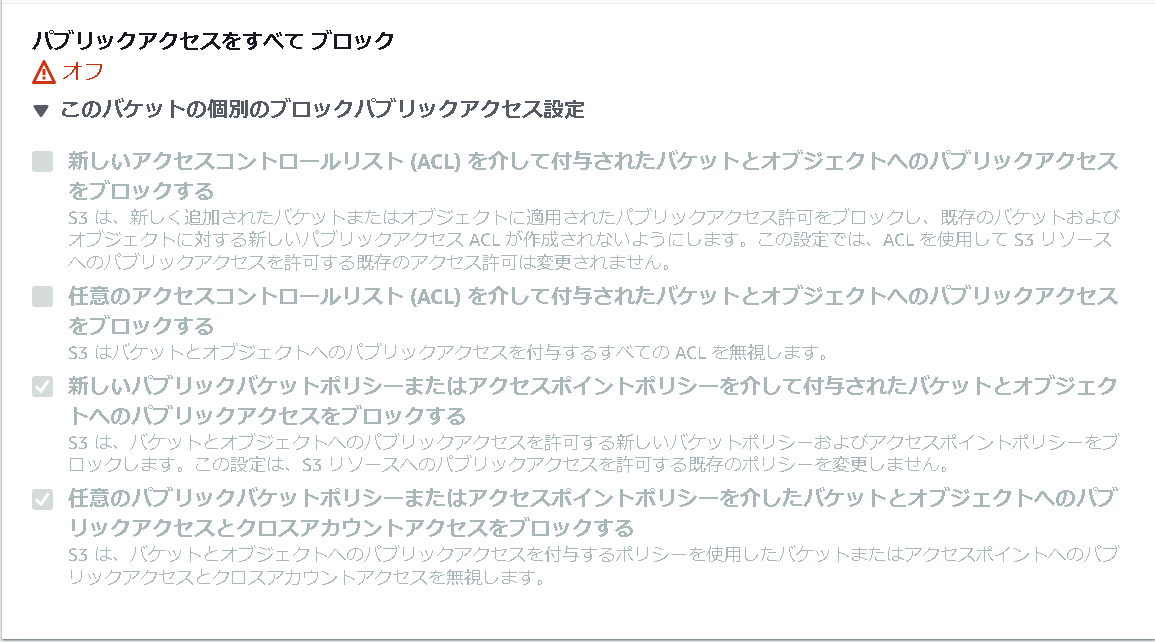 パブリックアクセスをすべて ブロック
オフ
このバケットの個別のブロックパブリックアクセス設定
新しいアクセスコントロールリスト (ACL) を介して付与されたバケットとオブジェクトへのパブリックアクセス
をブロックする
S3 は、新しく追加されたバケットまたはオブジェクトに適用されたパブリックアクセス許可をブロックし、既存のバケットおよび
オブジェクトに対する新しいパブリックアクセス ACL が作成されないようにします。この設定では、ACL を使用して S3 リソース
へのパブリックアクセスを許可する既存のアクセス許可は変更されません。
任意のアクセスコントロールリスト (ACL) を介して付与されたバケットとオブジェクトへのパブリックアクセス
をブロックする
S3 はバケットとオブジェクトへのパブリックアクセスを付与するすべての ACL を無視します。
新しいパブリックバケットポリシーまたはアクセスポイントポリシーを介して付与されたバケットとオブジェク
トへのパブリックアクセスをブロックする
S3 は、バケットとオブジェクトへのパブリックアクセスを許可する新しいバケットポリシーおよびアクセスポイントポリシーをブ
ロックします。この設定は、S3 リソースへのパブリックアクセスを許可する既存のポリシーを変更しません。
任意のパブリックバケットポリシーまたはアクセスポイントポリシーを介したバケットとオブジェクトへのパブ
リックアクセスとクロスアカウントアクセスをブロックする
S3 は、バケットとオブジェクトへのパブリックアクセスを付与するポリシーを使用したバケットまたはアクセスポイントへのパブ
リックアクセスとクロスアカウントアクセスを無視します。